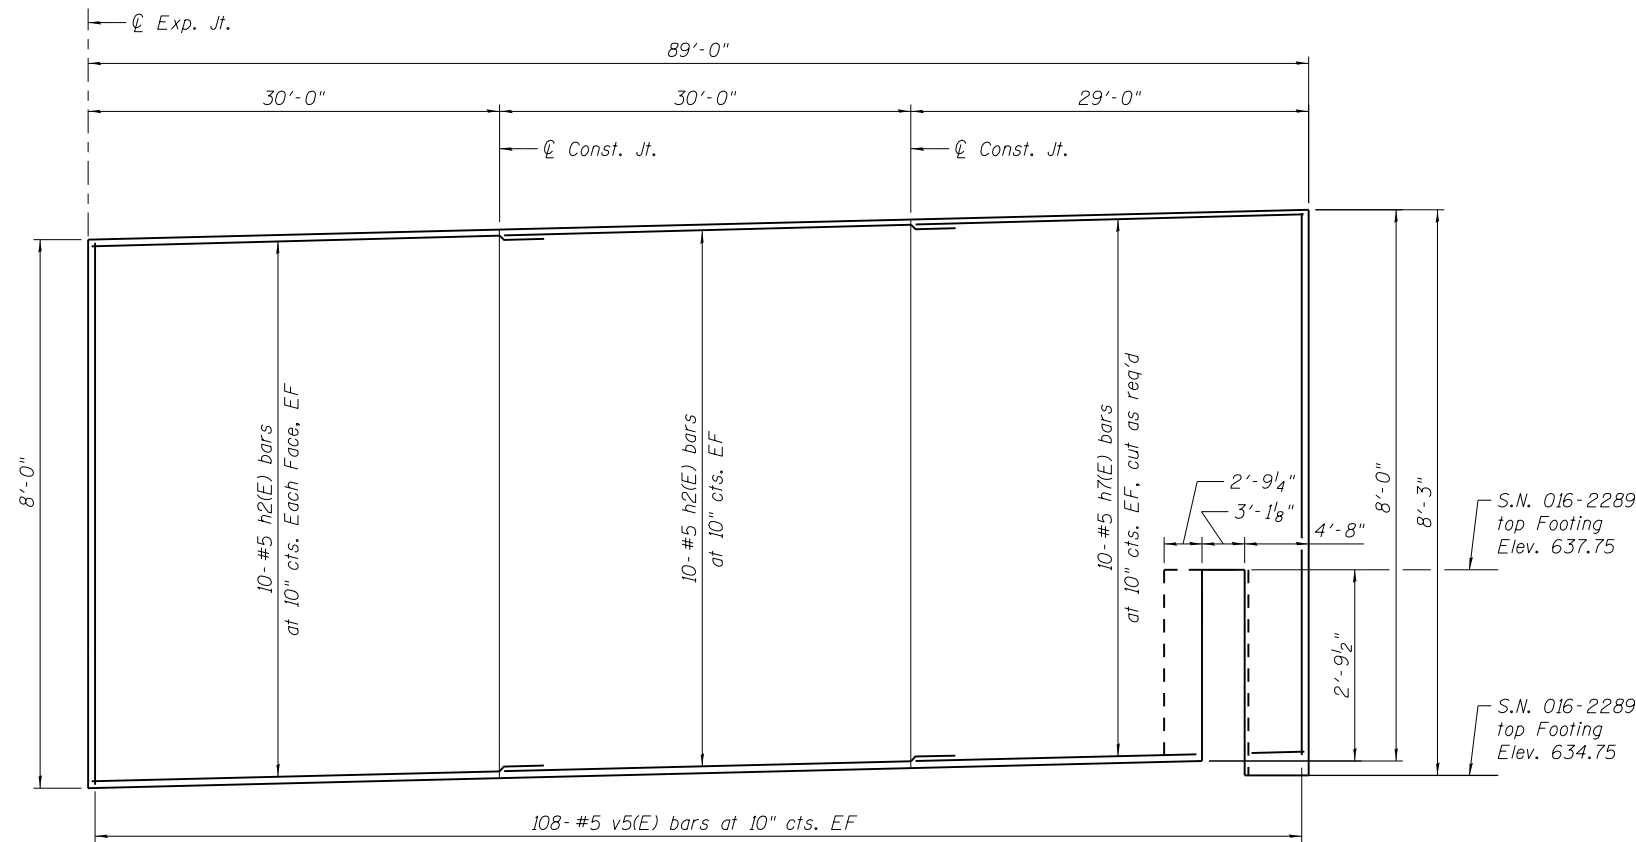 ℄ Exp. Jt.
89'-0"
30'-0"
30'-0"
29'-0"
℄ Const. Jt.
℄ Const. Jt.
8'-0"
10-#5 h2(E) bars
at 10" cts. Each Face, EF
10-#5 h2(E) bars
at 10" cts. EF
10-#5 h7(E) bars
at 10" cts. EF, cut as req'd
2'-9¼"
3'-1⅛"
4'-8"
2'-9½"
8'-0"
8'-3"
S.N. 016-2289
top Footing
Elev. 637.75
S.N. 016-2289
top Footing
Elev. 634.75
108-#5 v5(E) bars at 10" cts. EF